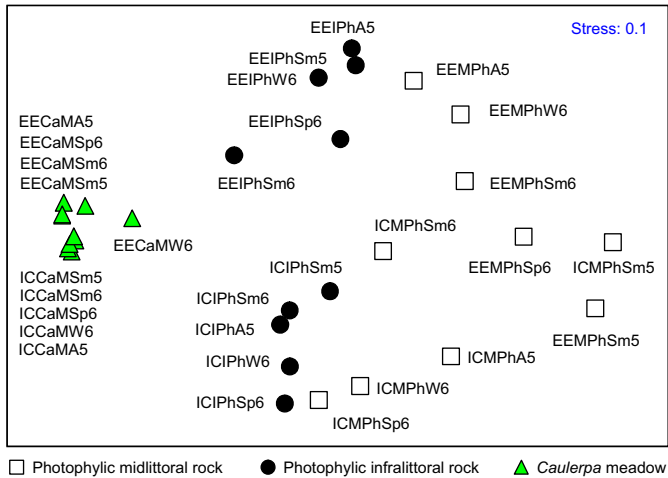 EEIPhA5
Stress: 0.1
EEIPhSm5
EEIPhW6
EEMPhA5
EEMPhW6
EECaMA5
EEIPhSp6
EECaMSp6
EECaMSm6
EEIPhSm6
EEMPhSm6
EECaMSm5
ICMPhSm6
EECaMW6
EEMPhSp6
ICMPhSm5
ICIPhSm5
ICCaMSm5
ICCaMSm6
ICIPhSm6
ICCaMSp6
ICIPhA5
ICCaMW6
EEMPhSm5
ICCaMA5
ICIPhW6
ICMPhA5
ICMPhW6
ICIPhSp6
ICMPhSp6
Photophylic midlittoral rock Photophylic infralittoral rock Caulerpa meadow